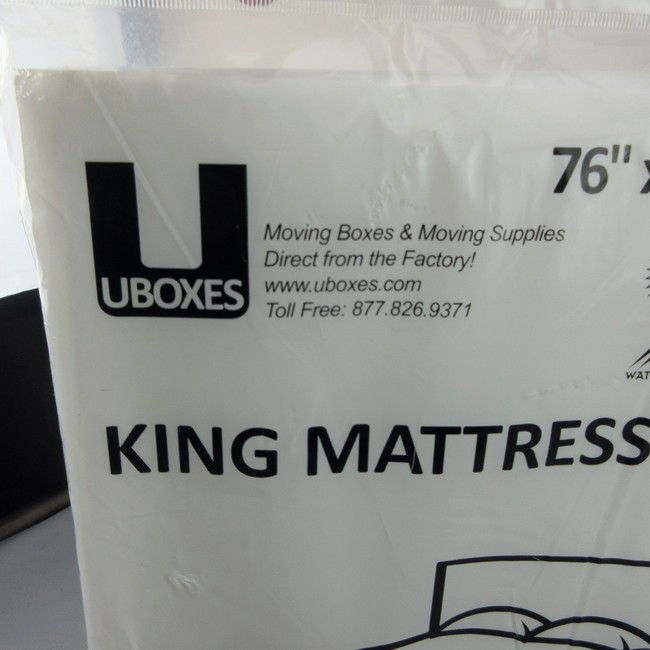 76" x
UBOXES
Moving Boxes & Moving Supplies
Direct from the Factory!
www.uboxes.com
Toll Free: 877.826.9371
WAT
KING MATTRESS